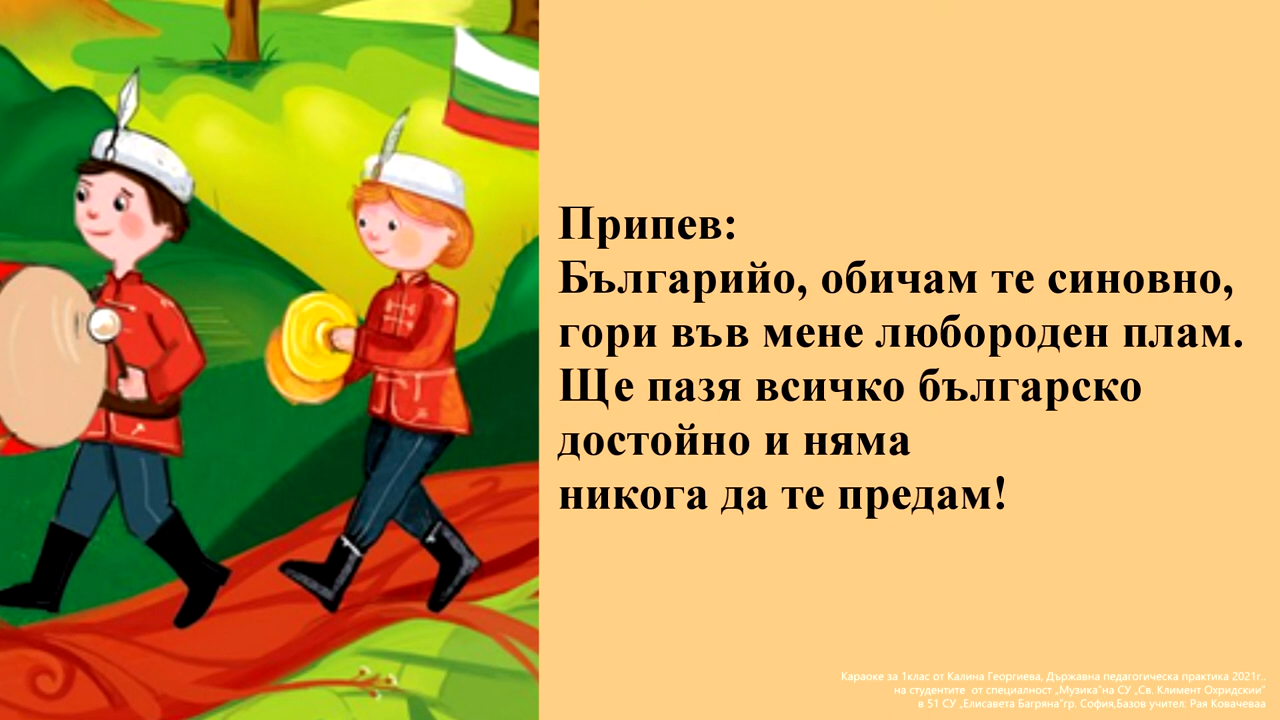 Припев:
Българийо, обичам те синовно,
гори във мене любороден плам.
Ще пазя всичко българско
достойно и няма
никога да те предам!
Караоке за 1клас от Калина Георгиева, Държавна педагогическа практика 2021г..
на студентите от специалност „Музика"на СУ „Св. Климент Охридскии"
в 51 СУ „Елисавета Багряна"гр. София,Базов учител: Рая Ковачеваа